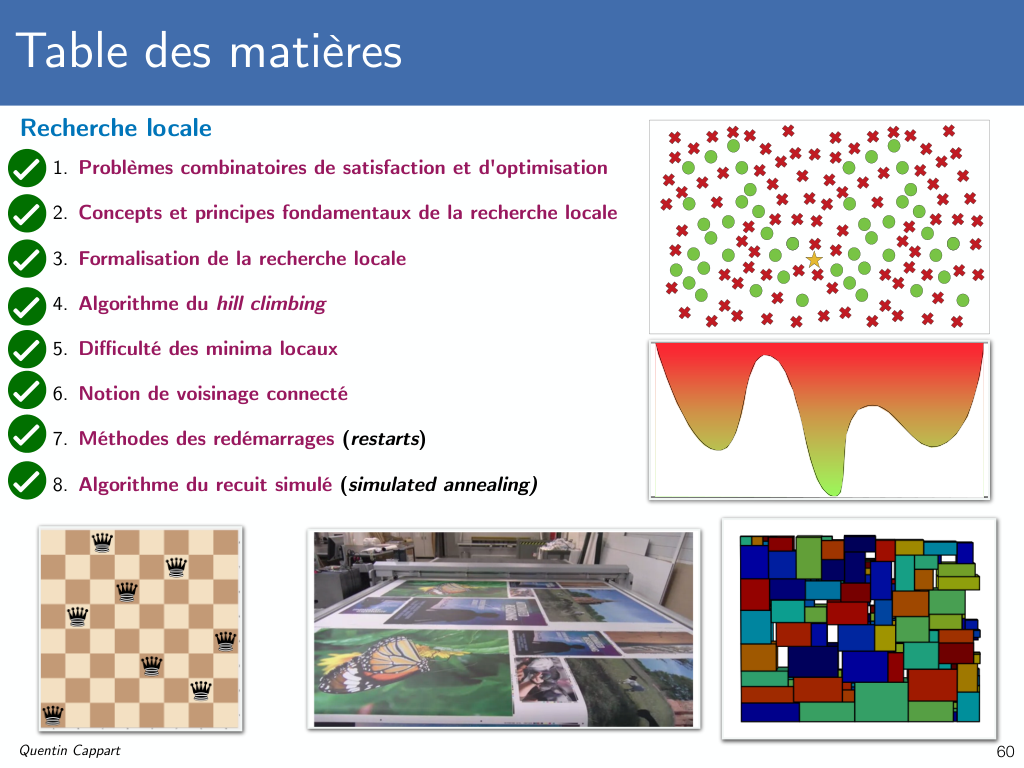 Table des matières
Recherche locale
1. Problèmes combinatoires de satisfaction et d'optimisation
2. Concepts et principes fondamentaux de la recherche locale
3. Formalisation de la recherche locale
4. Algorithme du hill climbing
5. Difficulté des minima locaux
6. Notion de voisinage connecté
7. Méthodes des redémarrages (restarts)
8. Algorithme du recuit simulé (simulated annealing)
Quentin Cappart
60